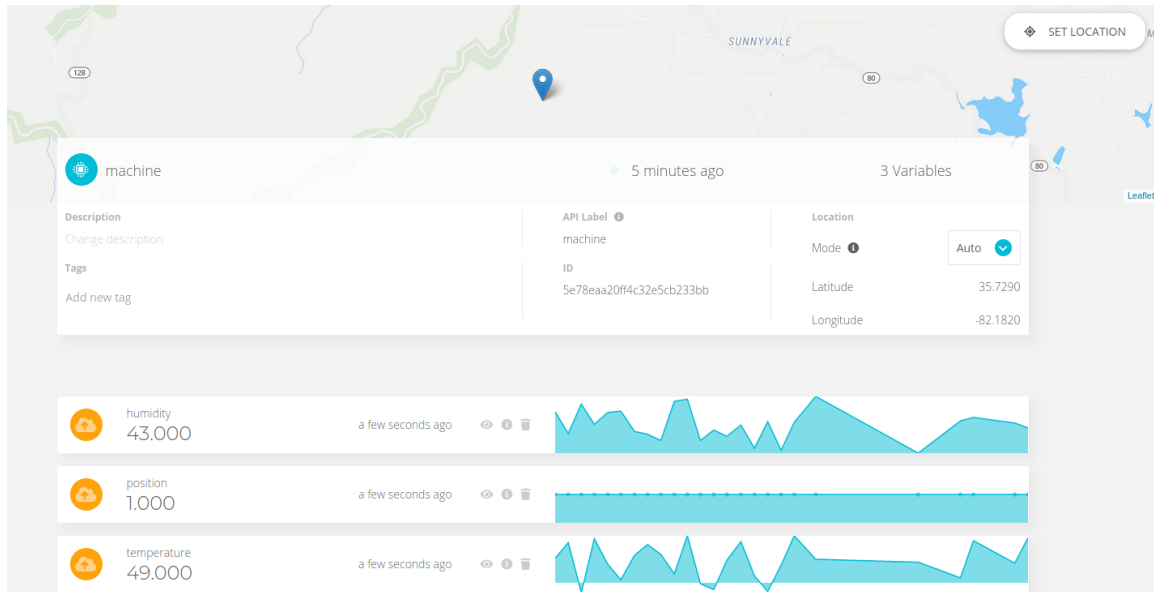 SUNNYVALE
SET LOCATION
128
80
machine
5 minutes ago
3 Variables
80
Leaflet
Description
Change description
API Label
machine
Location
Mode
Auto
Tags
Add new tag
ID
5e78eaa20ff4c32e5cb233bb
Latitude
35.7290
Longitude
-82.1820
humidity
43.000
a few seconds ago
position
1.000
a few seconds ago
temperature
49.000
a few seconds ago